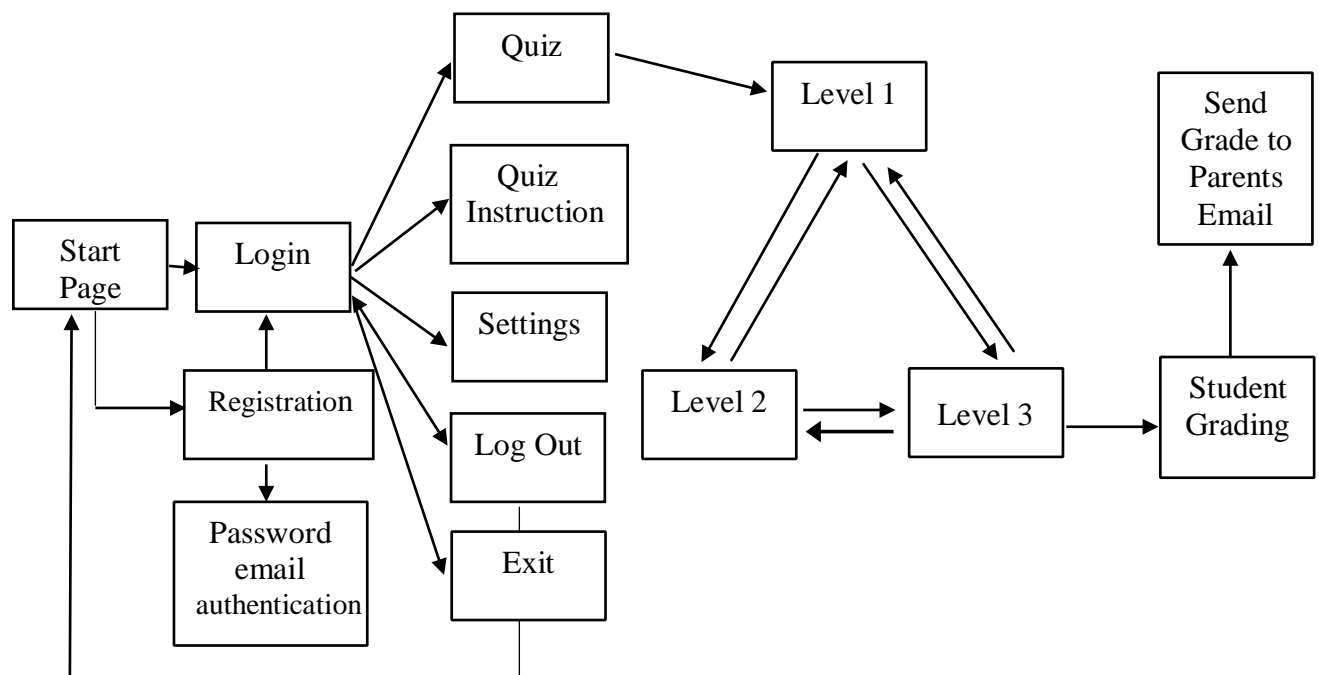 Start
Page
Login
Registration
Password
email
authentication
Quiz
Quiz
Instruction
Settings
Log Out
Exit
Level 1
Level 2
Level 3
Student
Grading
Send
Grade to
Parents
Email